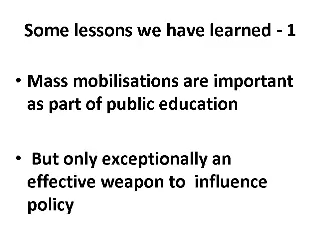 Some lessons we have learned - 1
• Mass mobilisations are important
as part of public education
• But only exceptionally an
effective weapon to influence
policy